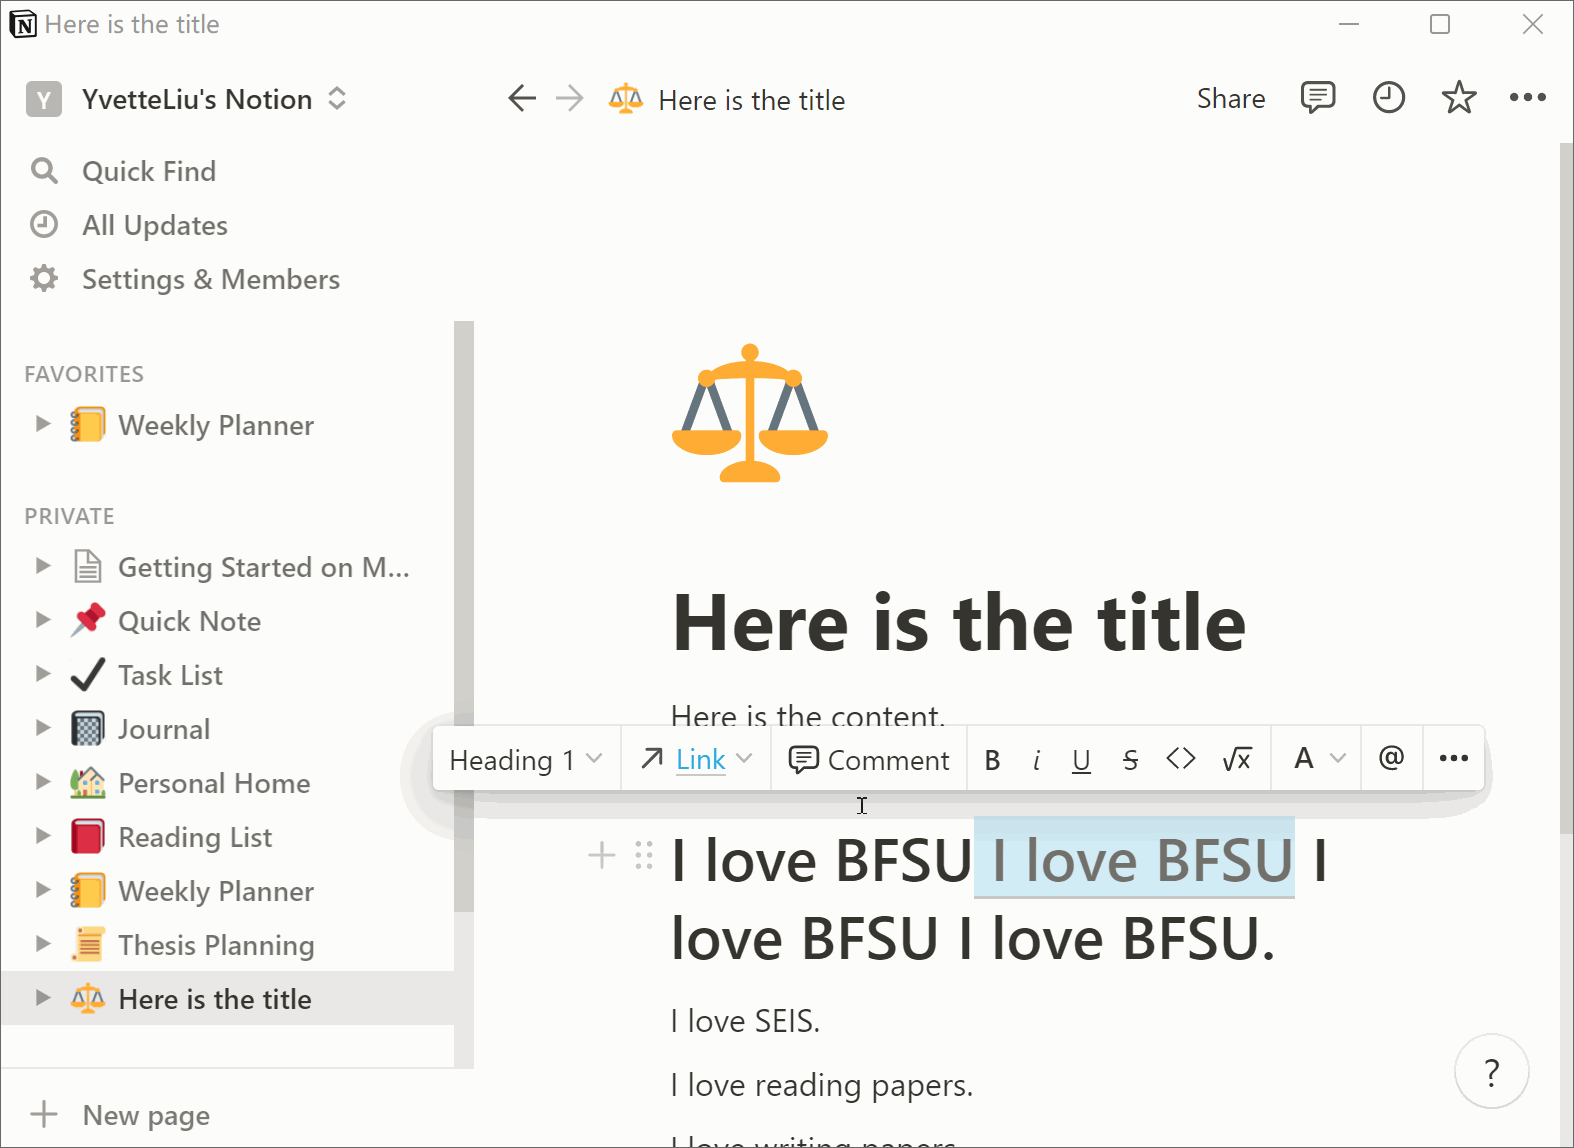 Here is the title
Y YvetteLiu's Notion
Here is the title
Share
Quick Find
All Updates
Settings & Members
FAVORITES
Weekly Planner
PRIVATE
Getting Started on M...
Quick Note
Task List
Journal
Personal Home
Reading List
Weekly Planner
Thesis Planning
Here is the title
New page
Here is the title
Here is the content.
Heading 1 Link Comment B i U S <> √x A @ •••
I love BFSU I love BFSU I
love BFSU I love BFSU.
I love SEIS.
I love reading papers.
I love writing papers.
?